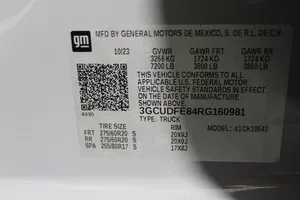 gm
MFD BY GENERAL MOTORS DE MEXICO, S. DE R.L. DE C.V.
10/23 GVWR GAWR FRT GAWR RR
3266 KG 1724 KG 1724 KG
7200 LB 3800 LB 3800 LB
THIS VEHICLE CONFORMS TO ALL APPLICABLE U.S.
FEDERAL MOTOR VEHICLE SAFETY
STANDARDS IN EFFECT ON THE DATE OF
MANUFACTURE SHOWN ABOVE.
3GCUDFE84RG160981
TYPE: TRUCK
TIRE SIZE RIM
FRT 275/60R20 S 20X9J
RR 275/60R20 S 20X9J
SPA 255/80R17 S 17X8J